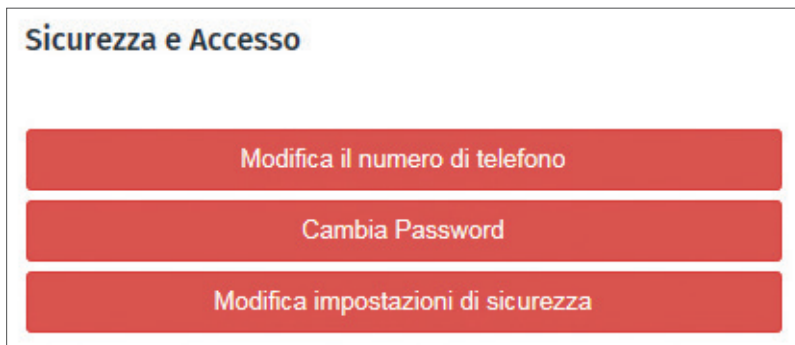 Sicurezza e Accesso
Modifica il numero di telefono
Cambia Password
Modifica impostazioni di sicurezza